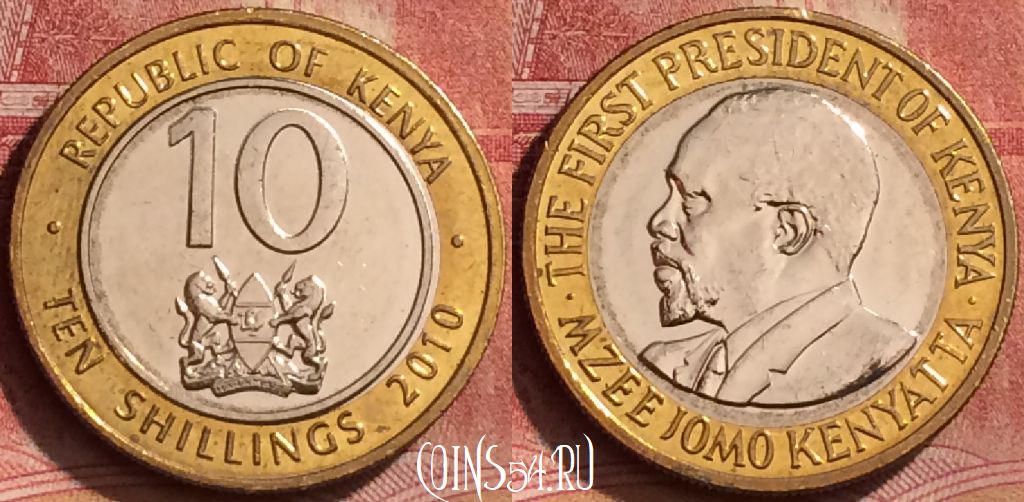 REPUBLIC OF KENYA
10
TEN SHILLINGS 2010
THE FIRST PRESIDENT OF KENYA
MZEE JOMO KENYATTA
COINS54.RU